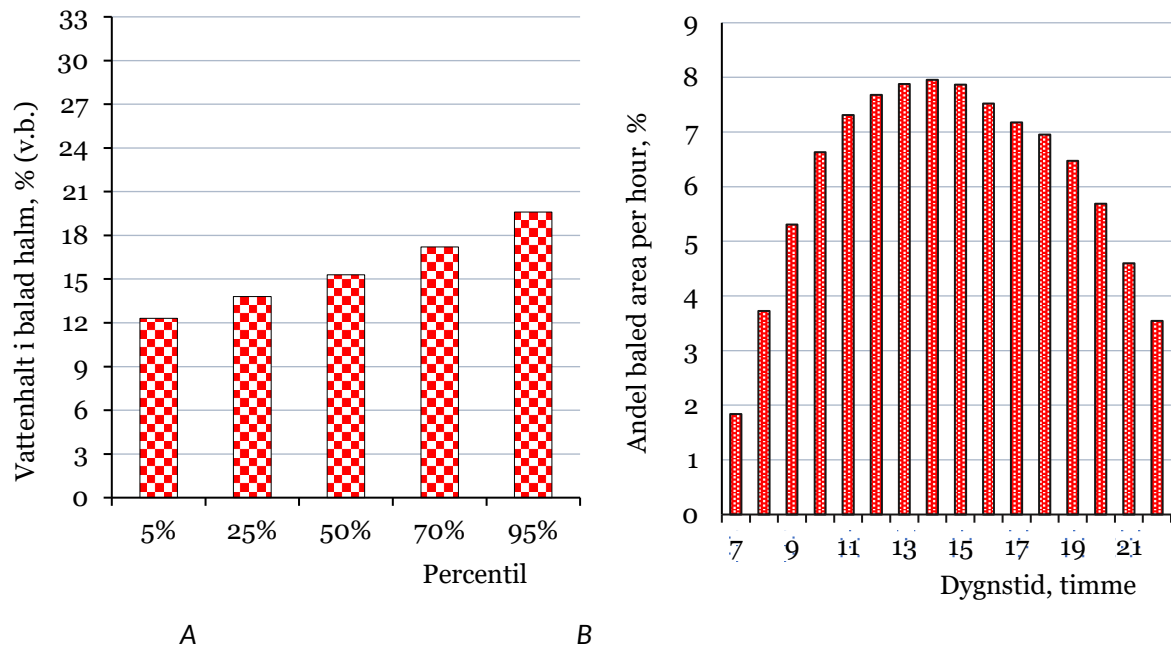 Vattenhalt i balad halm, % (v.b.)
33
30
27
24
21
18
15
12
9
6
3
0
5% 25% 50% 70% 95%
Percentil
A
Andel baled area per hour, %
9
8
7
6
5
4
3
2
1
0
7 9 11 13 15 17 19 21
Dygnstid, timme
B